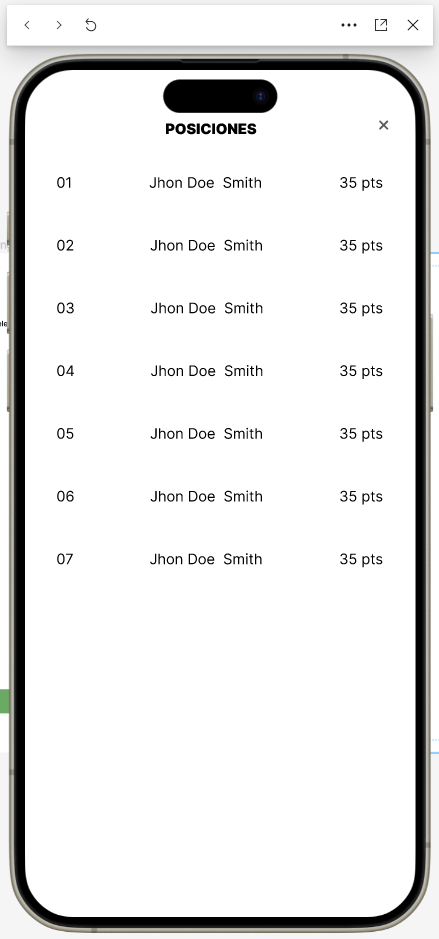 POSICIONES
01 Jhon Doe Smith 35 pts
02 Jhon Doe Smith 35 pts
03 Jhon Doe Smith 35 pts
04 Jhon Doe Smith 35 pts
05 Jhon Doe Smith 35 pts
06 Jhon Doe Smith 35 pts
07 Jhon Doe Smith 35 pts